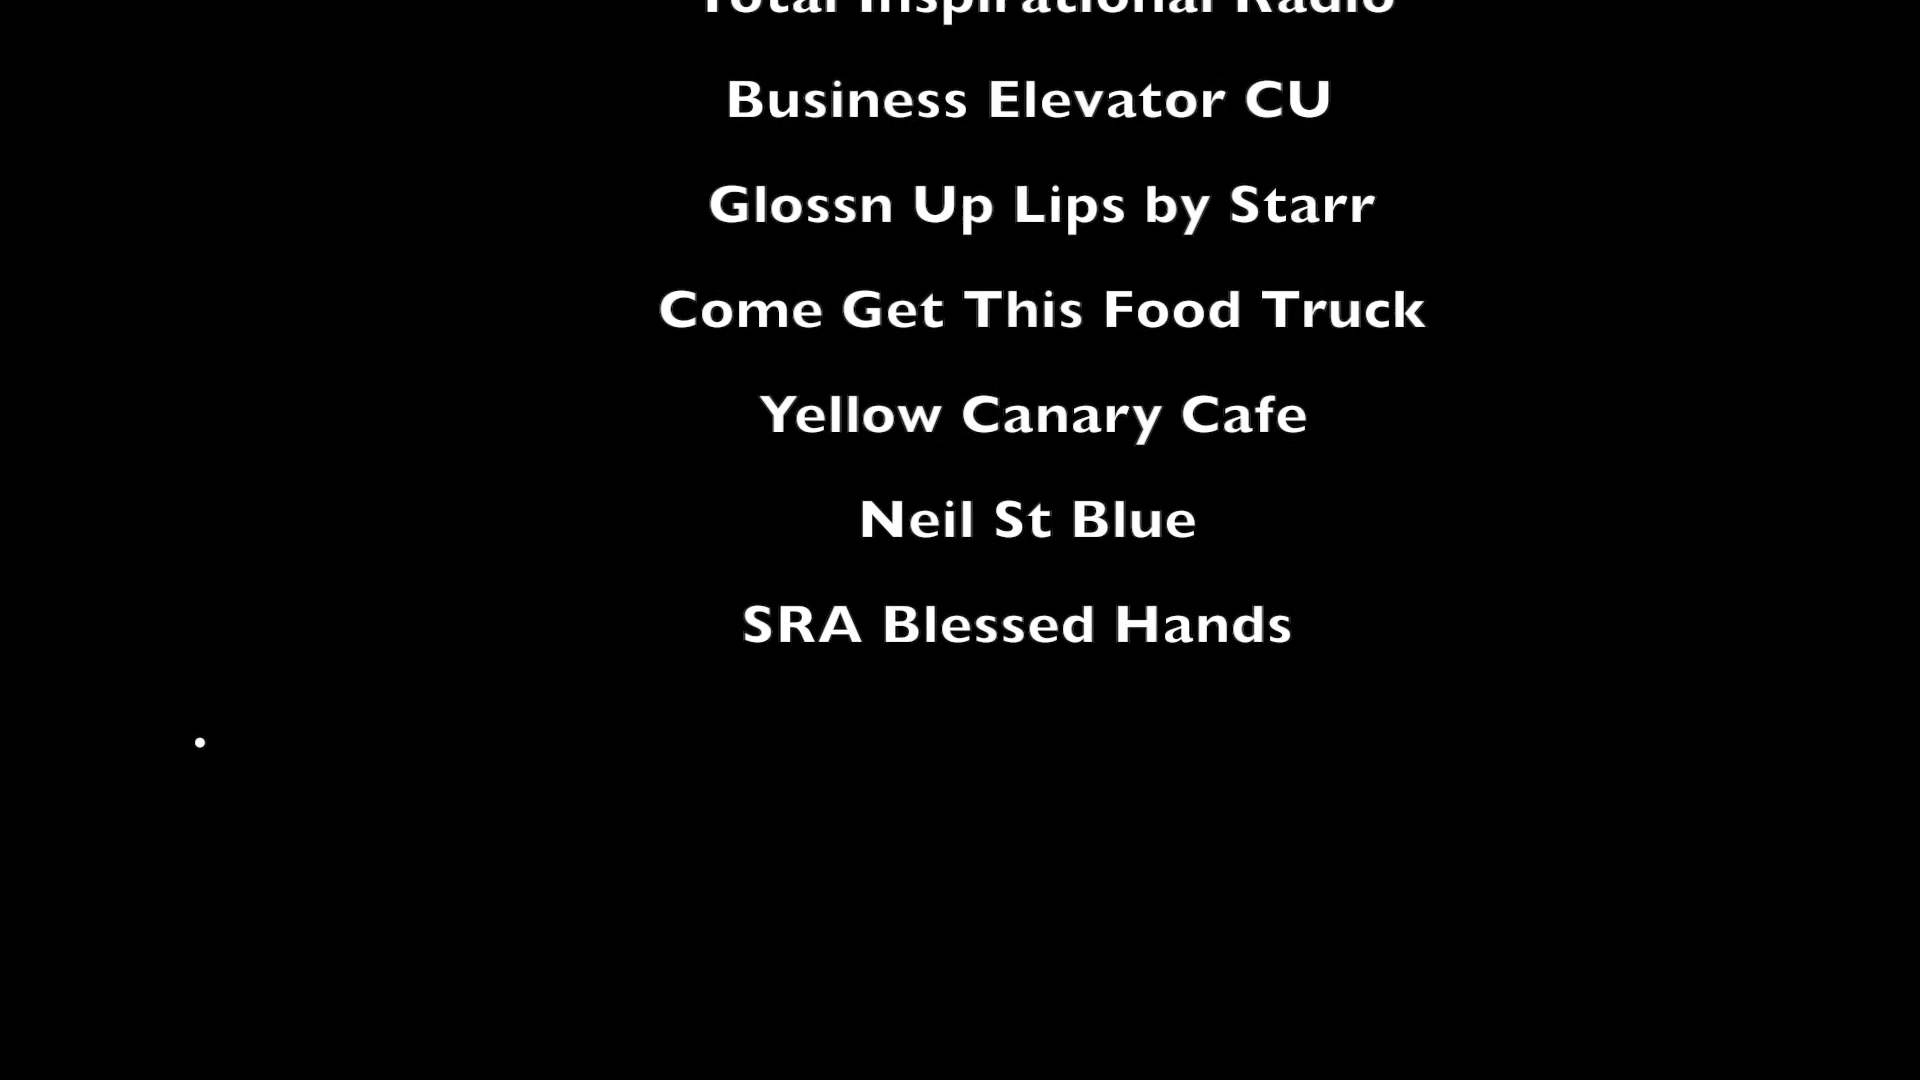 Total Inspirational Radio
Business Elevator CU
Glossn Up Lips by Starr
Come Get This Food Truck
Yellow Canary Cafe
Neil St Blue
SRA Blessed Hands
.